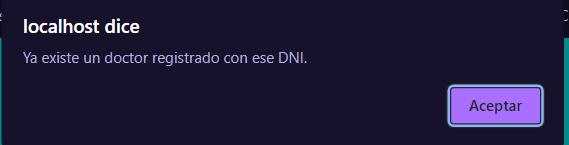 localhost dice
Ya existe un doctor registrado con ese DNI.
Aceptar